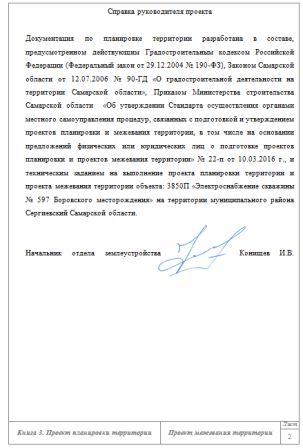 Справка руководителя проекта
Документация по планировке территории разработана в составе,
предусмотренном действующим Градостроительным кодексом Российской
Федерации (Федеральный закон от 29.12.2004 № 190-ФЗ), Законом Самарской
области от 12.07.2006 № 90-ГД «О градостроительной деятельности на
территории Самарской области», Приказом Министерства строительства
Самарской области «Об утверждении Стандарта осуществления органами
местного самоуправления процедур, связанных с подготовкой и утверждением
проектов планировки и межевания территории, в том числе на основании
предложений физических или юридических лиц о подготовке проектов
планировки и проектов межевания территории» № 22-п от 10.03.2016 г., и
техническим заданием на выполнение проекта планировки территории и
проекта межевания территории объекта: 3850П «Электроснабжение скважины
№ 597 Боровского месторождения» на территории муниципального района
Сергиевский Самарской области.
Начальник отдела землеустройства Конищев И.В.
Книга 3. Проект планировки территории Проект межевания территории Лист
2